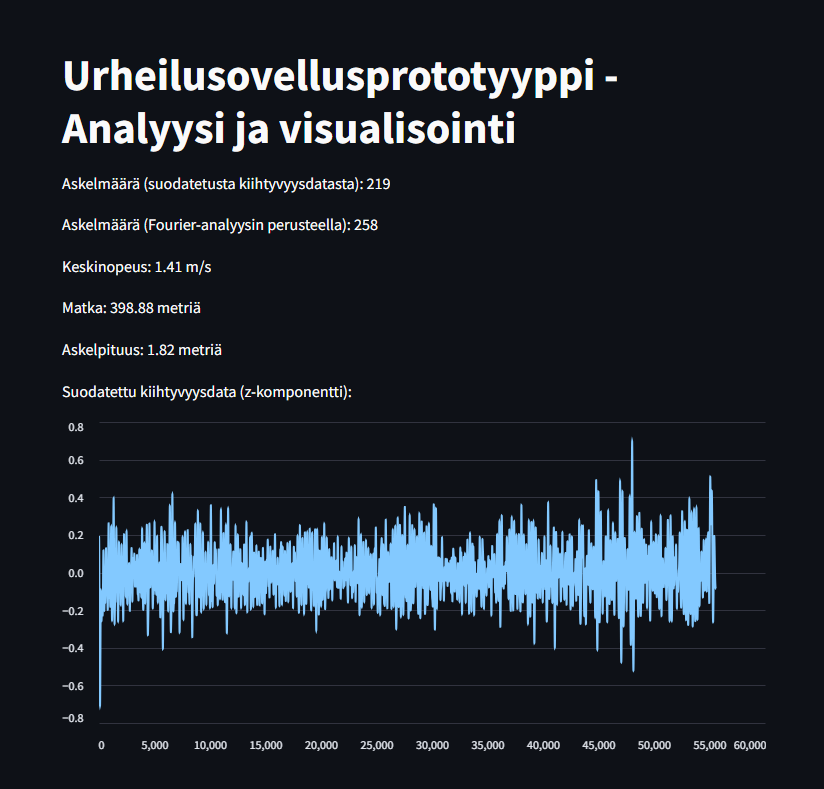 Urheilusovellusprototyyppi -
Analyysi ja visualisointi
Askelmäärä (suodatetusta kiihtyvyysdatasta): 219
Askelmäärä (Fourier-analyysin perusteella): 258
Keskinopeus: 1.41 m/s
Matka: 398.88 metriä
Askelpituus: 1.82 metriä
Suodatettu kiihtyvyysdata (z-komponentti):
0.8
0.6
0.4
0.2
0.0
−0.2
−0.4
−0.6
−0.8
0 5,000 10,000 15,000 20,000 25,000 30,000 35,000 40,000 45,000 50,000 55,000 60,000